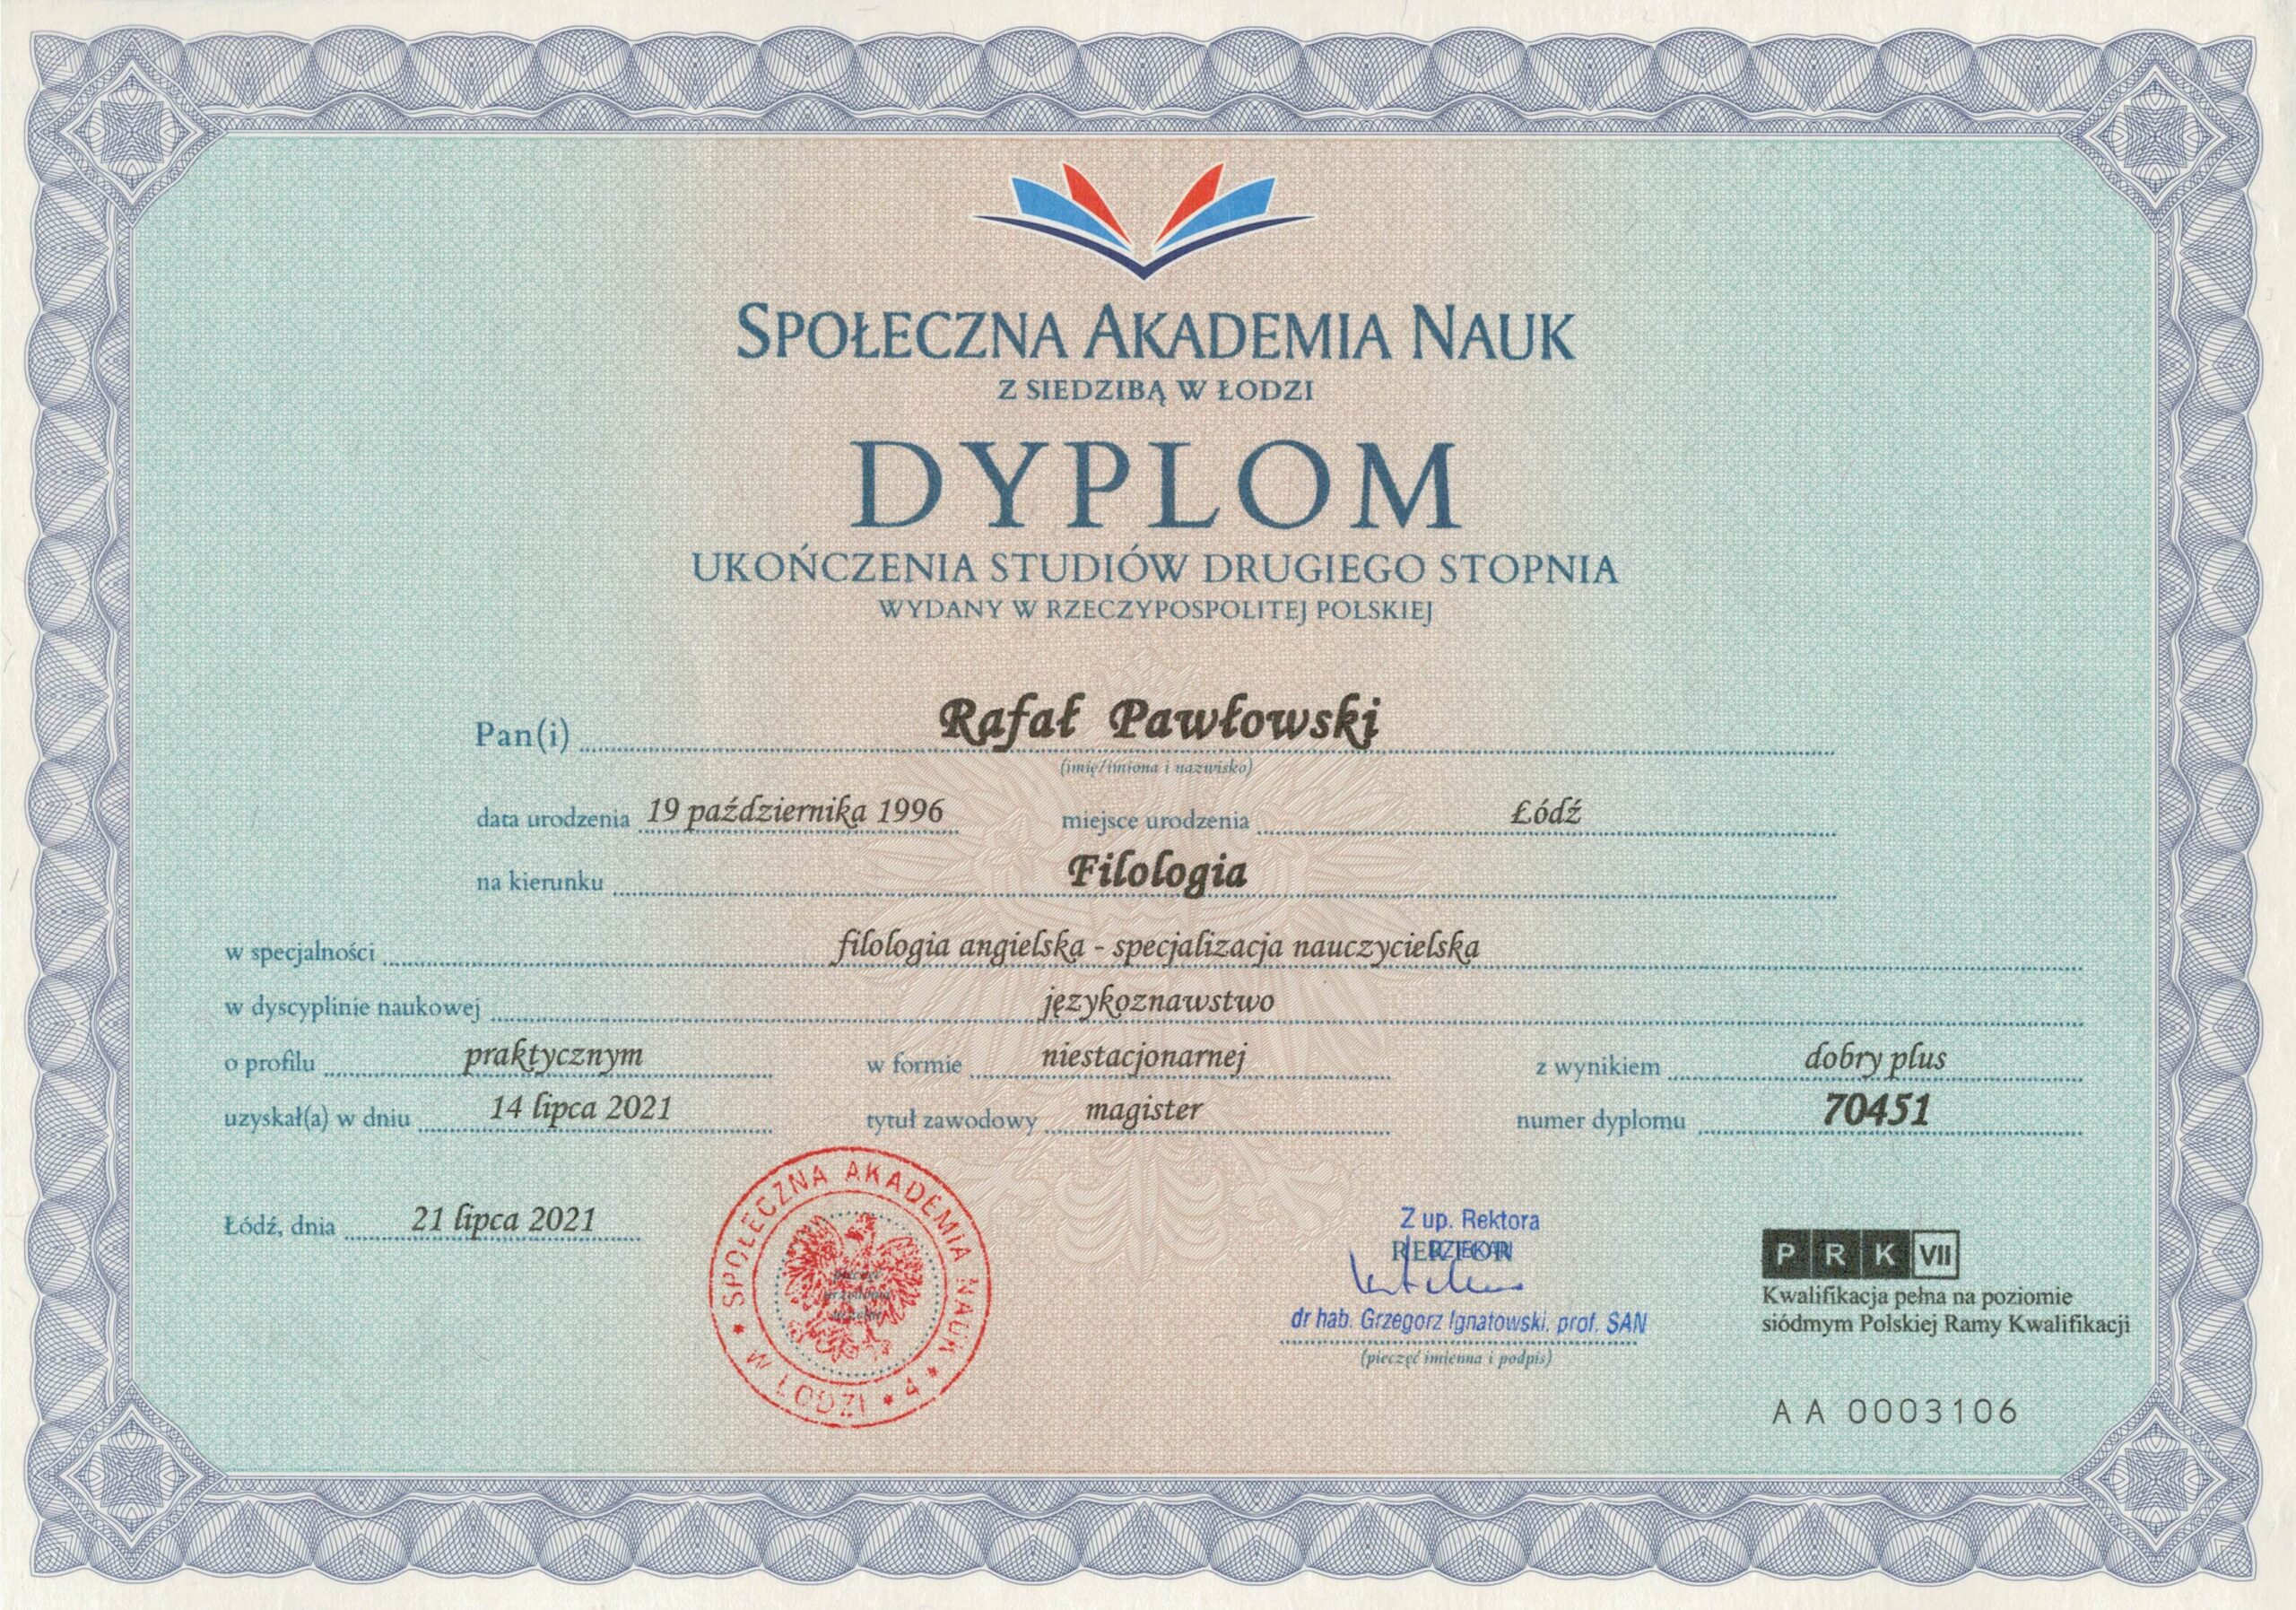 SPOŁECZNA AKADEMIA NAUK
Z SIEDZIBĄ W ŁODZI
DYPLOM
UKOŃCZENIA STUDIÓW DRUGIEGO STOPNIA
WYDANY W RZECZYPOSPOLITEJ POLSKIEJ
Pan(i) Rafał Pawłowski
(imię/imiona i nazwisko)
data urodzenia 19 października 1996 miejsce urodzenia Łódź
na kierunku Filologia
w specjalności filologia angielska - specjalizacja nauczycielska
w dyscyplinie naukowej językoznawstwo
o profilu praktycznym w formie niestacjonarnej z wynikiem dobry plus
uzyskał(a) w dniu 14 lipca 2021 tytuł zawodowy magister numer dyplomu 70451
Łódź, dnia 21 lipca 2021
SPOŁECZNA AKADEMIA NAUK * W ŁODZI * 4 *
Z up. Rektora
REKTOR
DZIEKAN
dr hab. Grzegorz Ignatowski, prof. SAN
(pieczęć imienna i podpis)
PRK VII
Kwalifikacja pełna na poziomie
siódmym Polskiej Ramy Kwalifikacji
AA 0003106